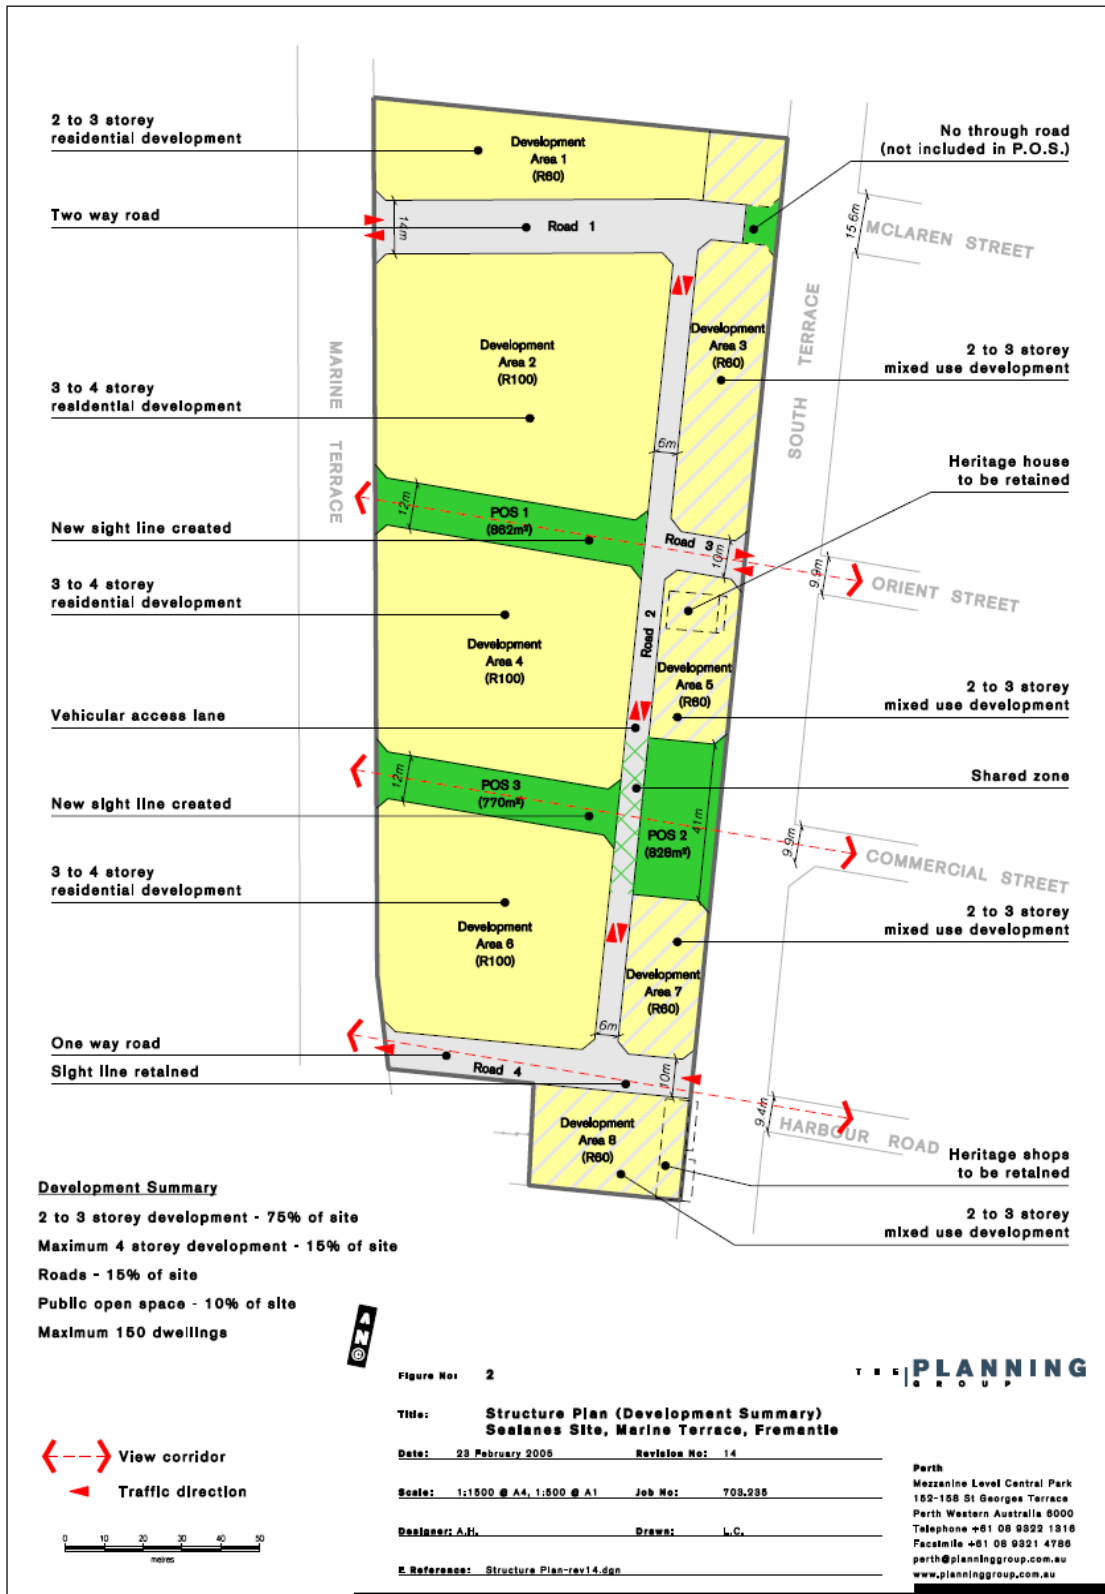 2 to 3 storey
residential development
Two way road
3 to 4 storey
residential development
New sight line created
3 to 4 storey
residential development
Vehicular access lane
New sight line created
3 to 4 storey
residential development
One way road
Sight line retained
Development
Area 1
(R60)
14m
Road 1
Development
Area 2
(R100)
Development
Area 3
(R60)
6m
MARINE TERRACE
12m
POS 1
(862m²)
Road 3
10m
Development
Area 4
(R100)
Road 2
Development
Area 5
(R60)
12m
POS 3
(770m²)
POS 2
(828m²)
41m
Development
Area 6
(R100)
Development
Area 7
(R60)
6m
Road 4
10m
Development
Area 8
(R60)
No through road
(not included in P.O.S.)
15.6m
MCLAREN STREET
SOUTH TERRACE
2 to 3 storey
mixed use development
Heritage house
to be retained
9.9m
ORIENT STREET
2 to 3 storey
mixed use development
Shared zone
9.9m
COMMERCIAL STREET
2 to 3 storey
mixed use development
9.4m
HARBOUR ROAD
Heritage shops
to be retained
2 to 3 storey
mixed use development
Development Summary
2 to 3 storey development - 75% of site
Maximum 4 storey development - 15% of site
Roads - 15% of site
Public open space - 10% of site
Maximum 150 dwellings
View corridor
Traffic direction
0 10 20 30 40 50
metres
Figure No: 2
Title: Structure Plan (Development Summary)
Sealanes Site, Marine Terrace, Fremantle
Date: 23 February 2005 Revision No: 14
Scale: 1:1500 @ A4, 1:500 @ A1 Job No: 703.235
Designer: A.H. Drawn: L.C.
E Reference: Structure Plan-rev14.dgn
THE PLANNING
GROUP
Perth
Mezzanine Level Central Park
152-158 St Georges Terrace
Perth Western Australia 6000
Telephone +61 08 9322 1316
Facsimile +61 08 9321 4786
perth@planninggroup.com.au
www.planninggroup.com.au